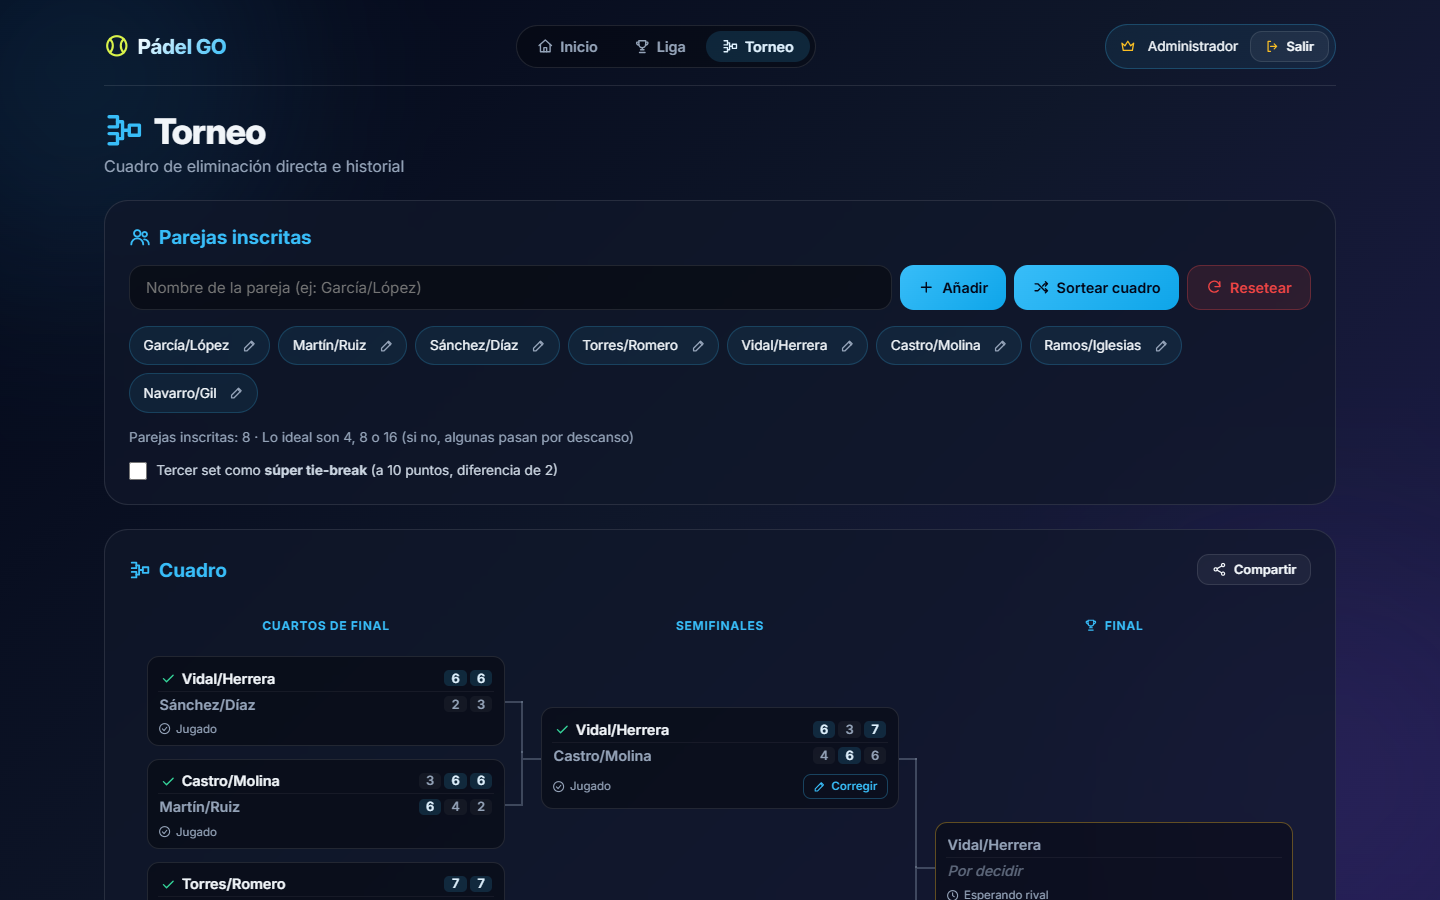 Pádel GO
Inicio
Liga
Torneo
Administrador
Salir
Torneo
Cuadro de eliminación directa e historial
Parejas inscritas
Nombre de la pareja (ej: García/López)
Añadir
Sortear cuadro
Resetear
García/López
Martín/Ruiz
Sánchez/Díaz
Torres/Romero
Vidal/Herrera
Castro/Molina
Ramos/Iglesias
Navarro/Gil
Parejas inscritas: 8 · Lo ideal son 4, 8 o 16 (si no, algunas pasan por descanso)
Tercer set como súper tie-break (a 10 puntos, diferencia de 2)
Cuadro
Compartir
CUARTOS DE FINAL
SEMIFINALES
FINAL
Vidal/Herrera 6 6
Sánchez/Díaz 2 3
Jugado
Castro/Molina 3 6 6
Martín/Ruiz 6 4 2
Jugado
Torres/Romero 7 7
Vidal/Herrera 6 3 7
Castro/Molina 4 6 6
Jugado
Corregir
Vidal/Herrera
Por decidir
Esperando rival